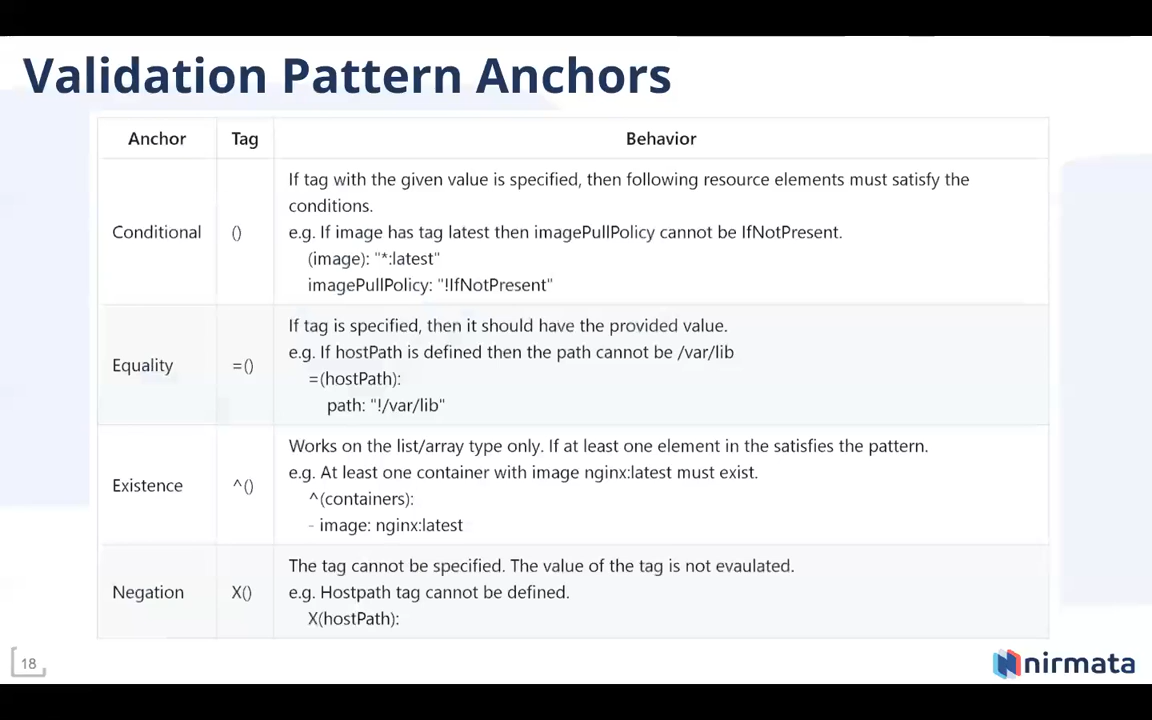 Validation Pattern Anchors
Anchor Tag Behavior
If tag with the given value is specified, then following resource elements must satisfy the
conditions.
Conditional () e.g. If image has tag latest then imagePullPolicy cannot be IfNotPresent.
(image): "*:latest"
imagePullPolicy: "!IfNotPresent"
If tag is specified, then it should have the provided value.
e.g. If hostPath is defined then the path cannot be /var/lib
Equality =()
=(hostPath):
path: "!/var/lib"
Works on the list/array type only. If at least one element in the satisfies the pattern.
e.g. At least one container with image nginx:latest must exist.
Existence ^()
^(containers):
- image: nginx:latest
The tag cannot be specified. The value of the tag is not evaulated.
Negation X() e.g. Hostpath tag cannot be defined.
X(hostPath):
18
nirmata